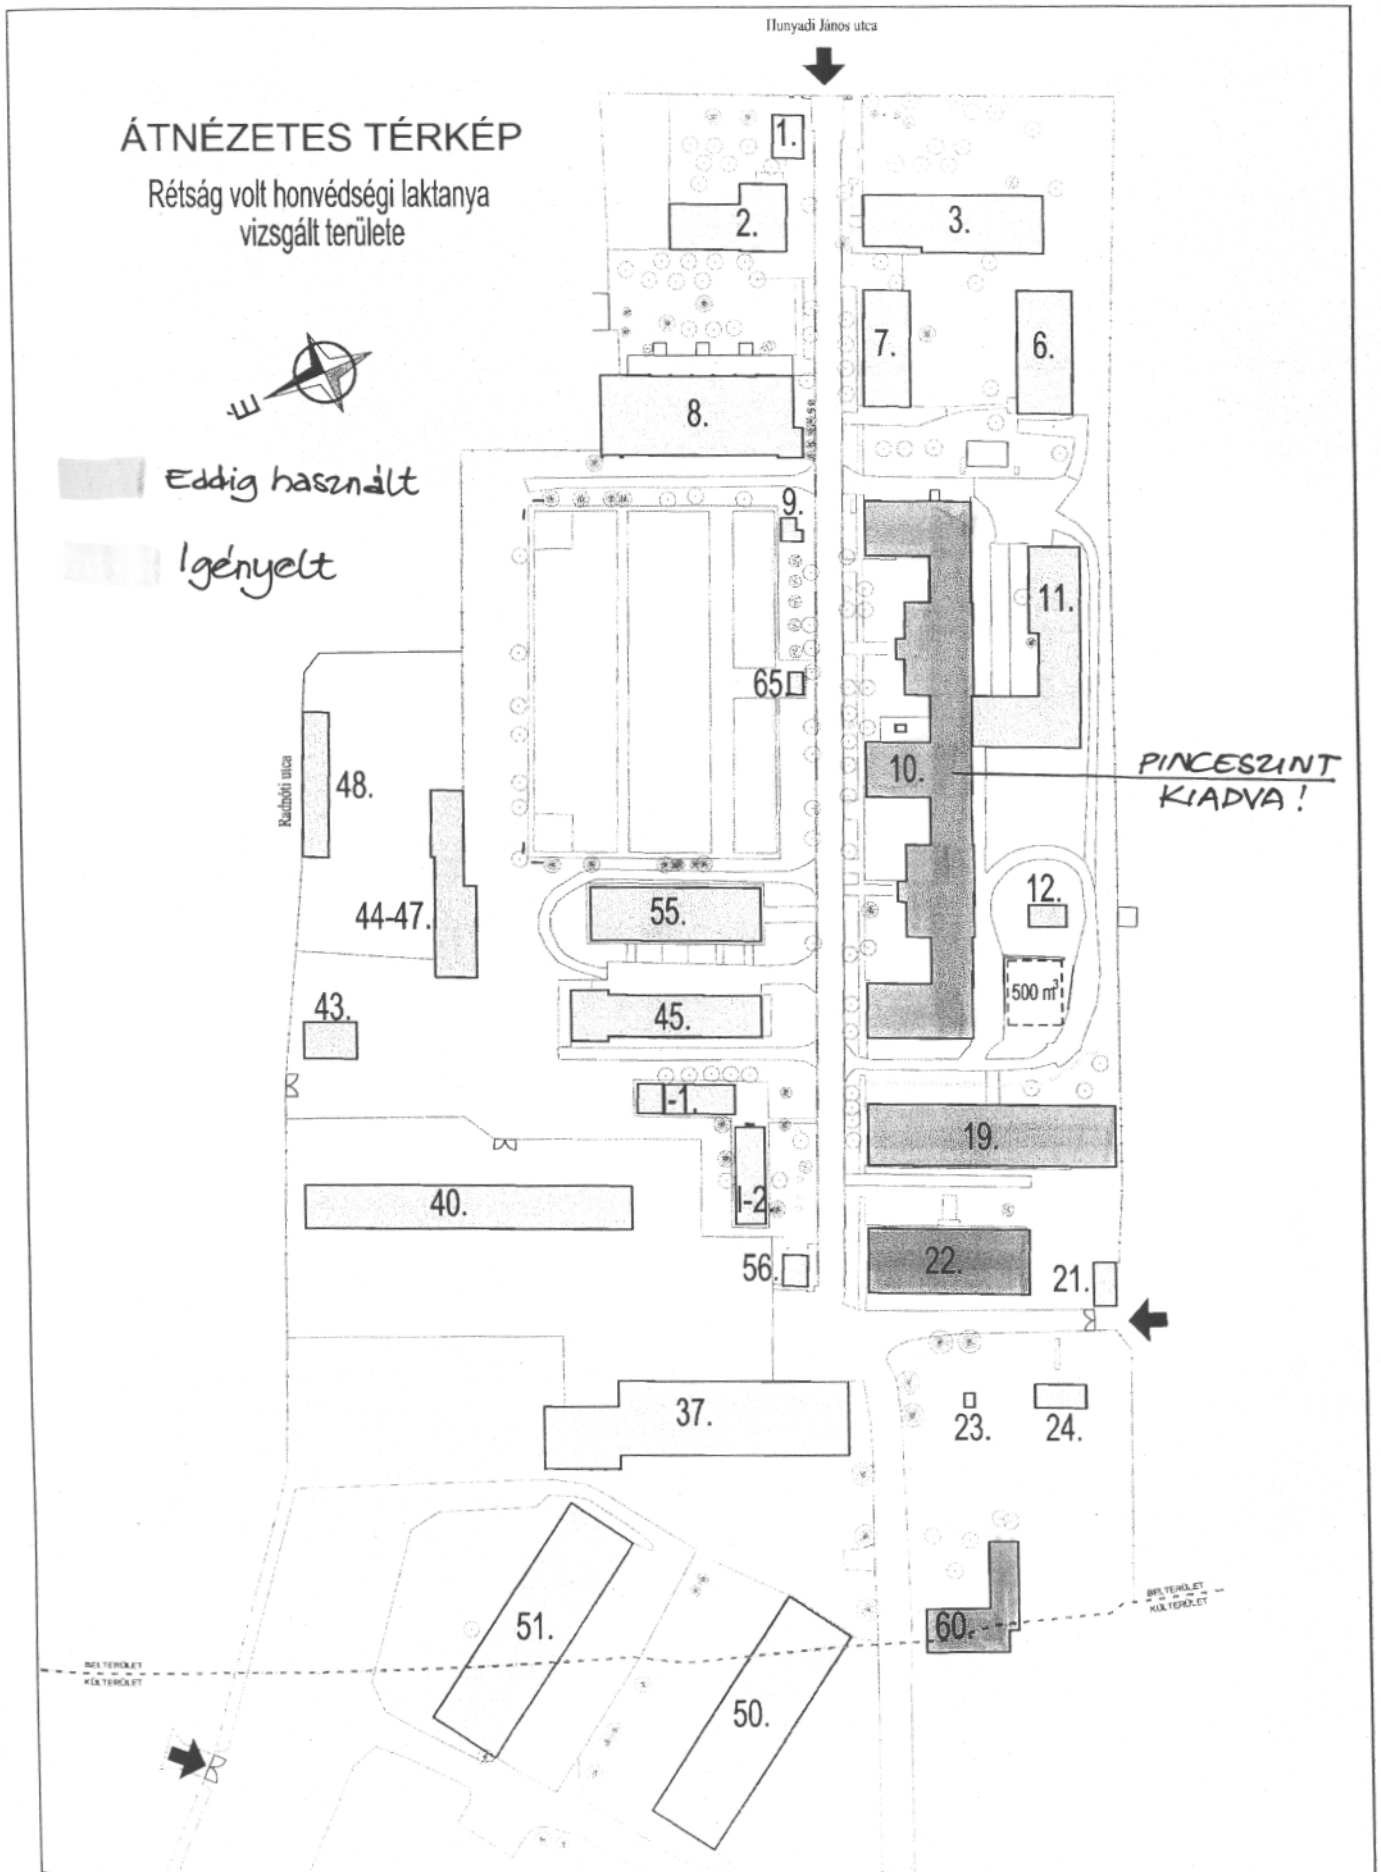 Hunyadi János utca
ÁTNÉZETES TÉRKÉP
Rétság volt honvédségi laktanya
vizsgált területe
É
Eddig használt
Igényelt
1.
2.
3.
7.
6.
8.
9.
11.
65.
10.
PINCESZINT
KIADVA!
Radnóti utca
48.
44-47.
55.
12.
500 m³
43.
45.
I-1.
19.
40.
I-2.
56.
22.
21.
37.
23.
24.
51.
50.
60.
BELTERÜLET
KÜLTERÜLET
BELTERÜLET
KÜLTERÜLET